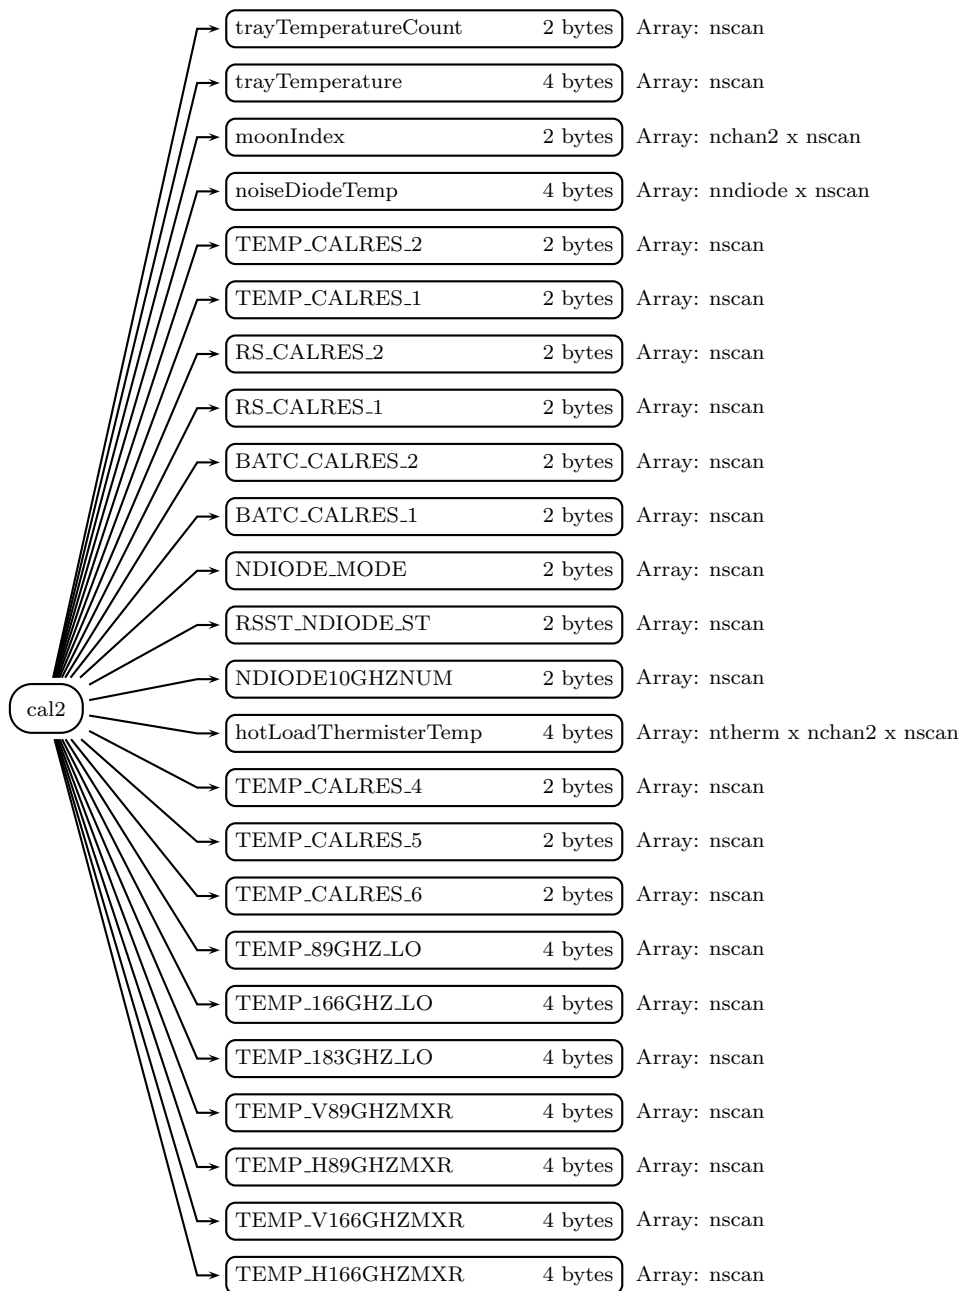 trayTemperatureCount 2 bytes Array: nscan
trayTemperature 4 bytes Array: nscan
moonIndex 2 bytes Array: nchan2 x nscan
noiseDiodeTemp 4 bytes Array: nndiode x nscan
TEMP_CALRES_2 2 bytes Array: nscan
TEMP_CALRES_1 2 bytes Array: nscan
RS_CALRES_2 2 bytes Array: nscan
RS_CALRES_1 2 bytes Array: nscan
BATC_CALRES_2 2 bytes Array: nscan
BATC_CALRES_1 2 bytes Array: nscan
NDIODE_MODE 2 bytes Array: nscan
RSST_NDIODE_ST 2 bytes Array: nscan
NDIODE10GHZNUM 2 bytes Array: nscan
cal2
hotLoadThermisterTemp 4 bytes Array: ntherm x nchan2 x nscan
TEMP_CALRES_4 2 bytes Array: nscan
TEMP_CALRES_5 2 bytes Array: nscan
TEMP_CALRES_6 2 bytes Array: nscan
TEMP_89GHZ_LO 4 bytes Array: nscan
TEMP_166GHZ_LO 4 bytes Array: nscan
TEMP_183GHZ_LO 4 bytes Array: nscan
TEMP_V89GHZMXR 4 bytes Array: nscan
TEMP_H89GHZMXR 4 bytes Array: nscan
TEMP_V166GHZMXR 4 bytes Array: nscan
TEMP_H166GHZMXR 4 bytes Array: nscan